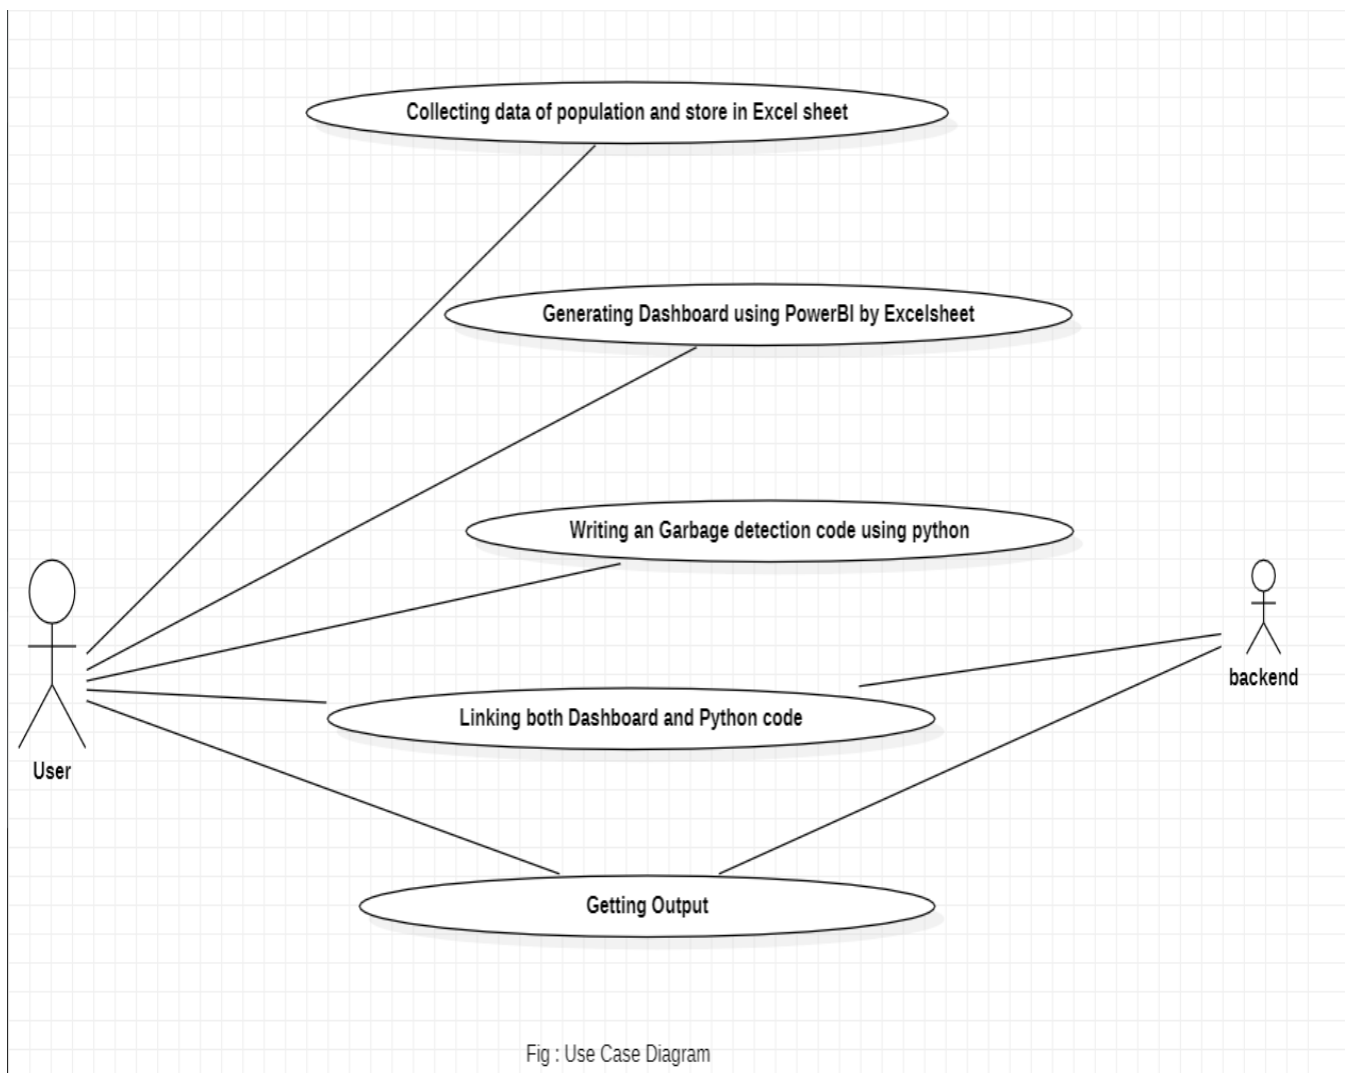 Collecting data of population and store in Excel sheet
Generating Dashboard using PowerBI by Excelsheet
Writing an Garbage detection code using python
backend
Linking both Dashboard and Python code
User
Getting Output
Fig : Use Case Diagram